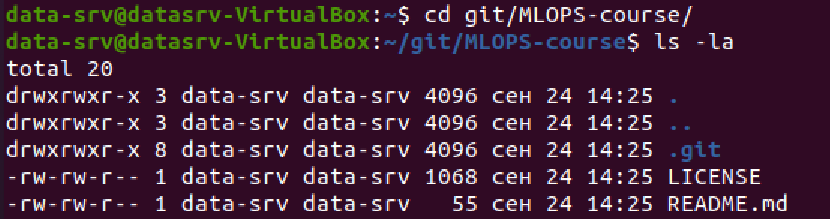 data-srv@datasrv-VirtualBox:~$ cd git/MLOPS-course/
data-srv@datasrv-VirtualBox:~/git/MLOPS-course$ ls -la
total 20
drwxrwxr-x 3 data-srv data-srv 4096 сен 24 14:25 .
drwxrwxr-x 3 data-srv data-srv 4096 сен 24 14:25 ..
drwxrwxr-x 8 data-srv data-srv 4096 сен 24 14:25 .git
-rw-rw-r-- 1 data-srv data-srv 1068 сен 24 14:25 LICENSE
-rw-rw-r-- 1 data-srv data-srv   55 сен 24 14:25 README.md